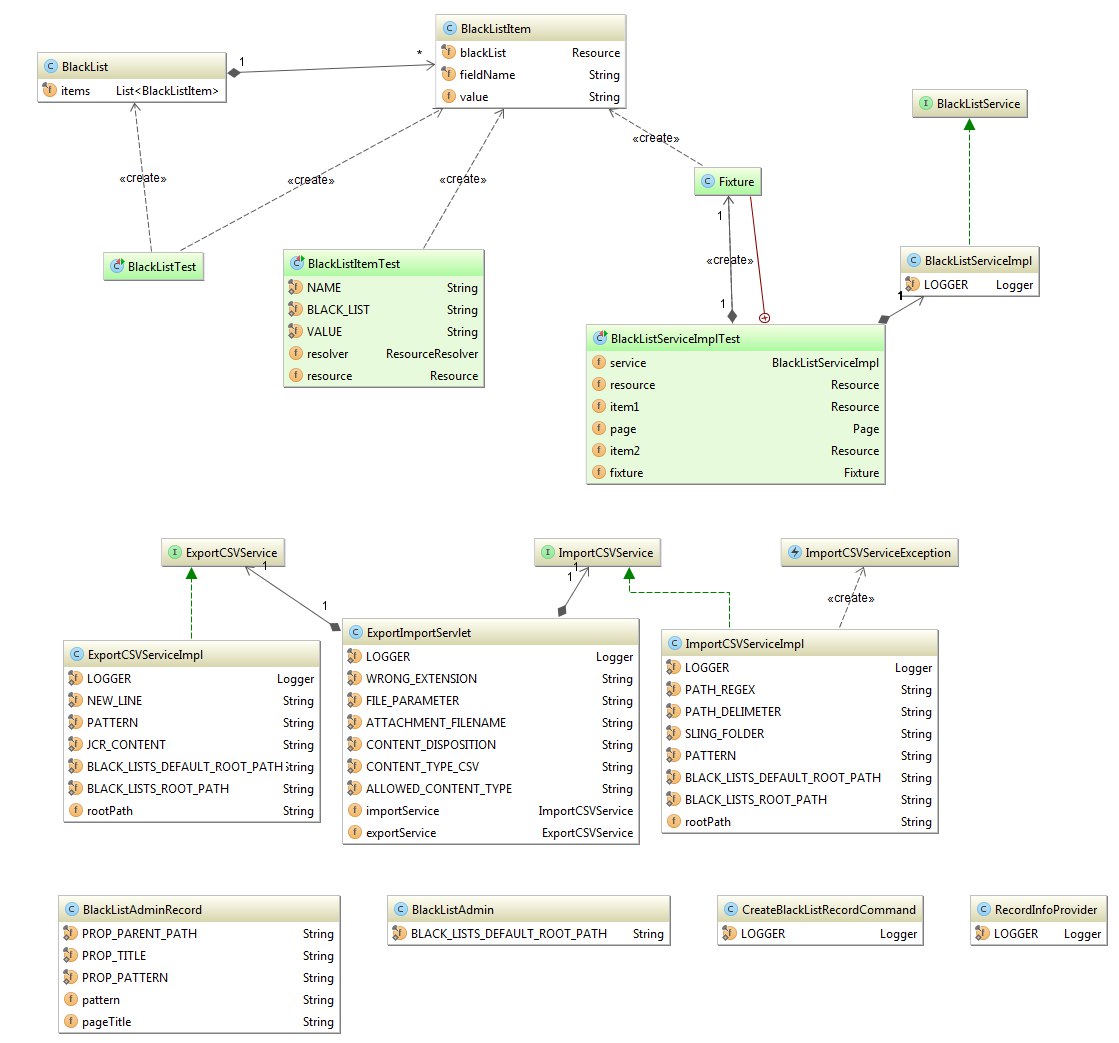 BlackListItem
blackList Resource
fieldName String
value String
BlackList
items List<BlackListItem>
1
*
BlackListService
«create»
«create»
«create»
«create»
Fixture
1
«create»
1
BlackListTest
BlackListItemTest
NAME String
BLACK_LIST String
VALUE String
resolver ResourceResolver
resource Resource
BlackListServiceImpl
LOGGER Logger
1
BlackListServiceImplTest
service BlackListServiceImpl
resource Resource
item1 Resource
page Page
item2 Resource
fixture Fixture
ExportCSVService
1
1
ImportCSVService
1
1
ImportCSVServiceException
«create»
ExportCSVServiceImpl
LOGGER Logger
NEW_LINE String
PATTERN String
JCR_CONTENT String
BLACK_LISTS_DEFAULT_ROOT_PATH String
BLACK_LISTS_ROOT_PATH String
rootPath String
ExportImportServlet
LOGGER Logger
WRONG_EXTENSION String
FILE_PARAMETER String
ATTACHMENT_FILENAME String
CONTENT_DISPOSITION String
CONTENT_TYPE_CSV String
ALLOWED_CONTENT_TYPE String
importService ImportCSVService
exportService ExportCSVService
ImportCSVServiceImpl
LOGGER Logger
PATH_REGEX String
PATH_DELIMETER String
SLING_FOLDER String
PATTERN String
BLACK_LISTS_DEFAULT_ROOT_PATH String
BLACK_LISTS_ROOT_PATH String
rootPath String
BlackListAdminRecord
PROP_PARENT_PATH String
PROP_TITLE String
PROP_PATTERN String
pattern String
pageTitle String
BlackListAdmin
BLACK_LISTS_DEFAULT_ROOT_PATH String
CreateBlackListRecordCommand
LOGGER Logger
RecordInfoProvider
LOGGER Logger